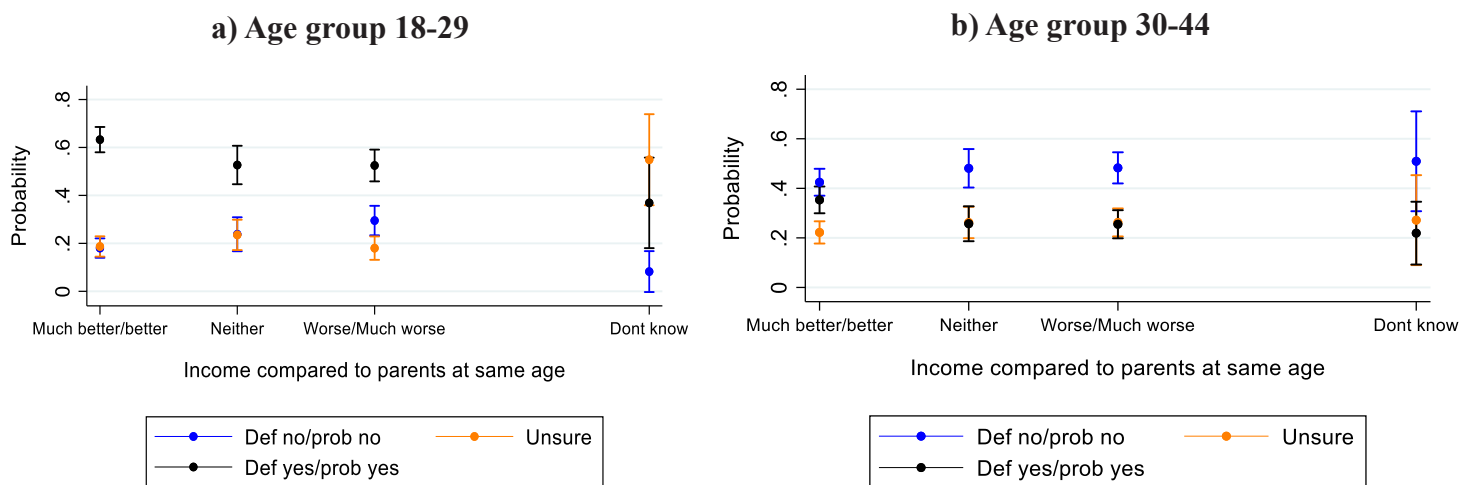 a) Age group 18-29
Probability
.8
.6
.4
.2
0
Much better/better Neither Worse/Much worse Dont know
Income compared to parents at same age
Def no/prob no Unsure
Def yes/prob yes
b) Age group 30-44
Probability
.8
.6
.4
.2
0
Much better/better Neither Worse/Much worse Dont know
Income compared to parents at same age
Def no/prob no Unsure
Def yes/prob yes